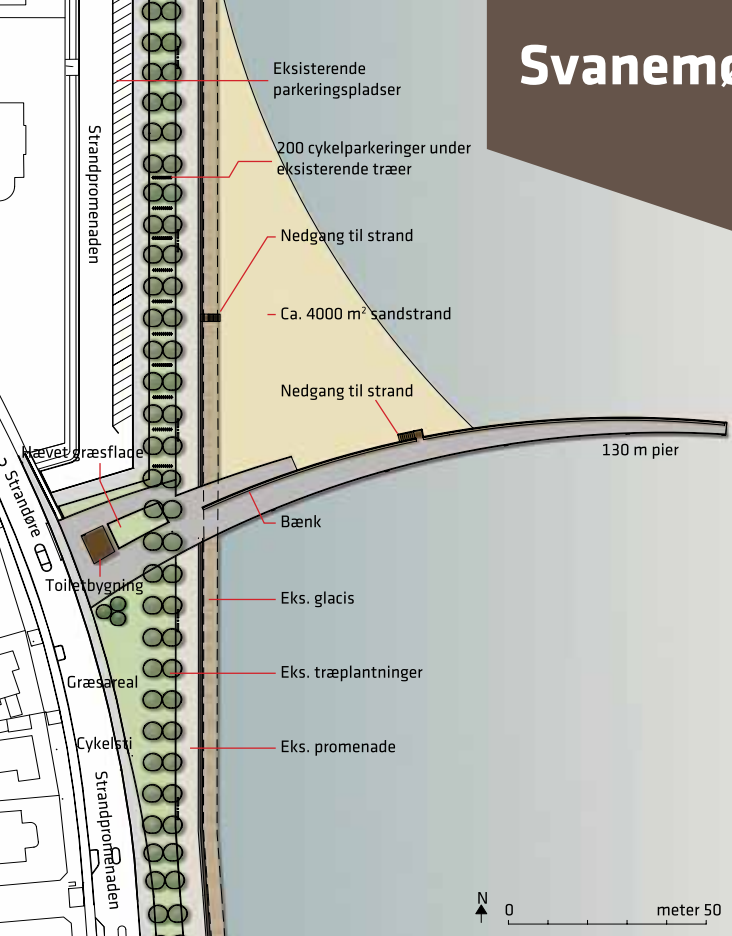 Svanemø
Eksisterende
parkeringspladser
Strandpromenaden
200 cykelparkeringer under
eksisterende træer
Nedgang til strand
Ca. 4000 m² sandstrand
Nedgang til strand
Hævet græsflade
130 m pier
Strandøre
Bænk
Toiletbygning
Eks. glacis
Græsareal
Eks. træplantninger
Cykelsti
Eks. promenade
Strandpromenaden
N
0
meter 50